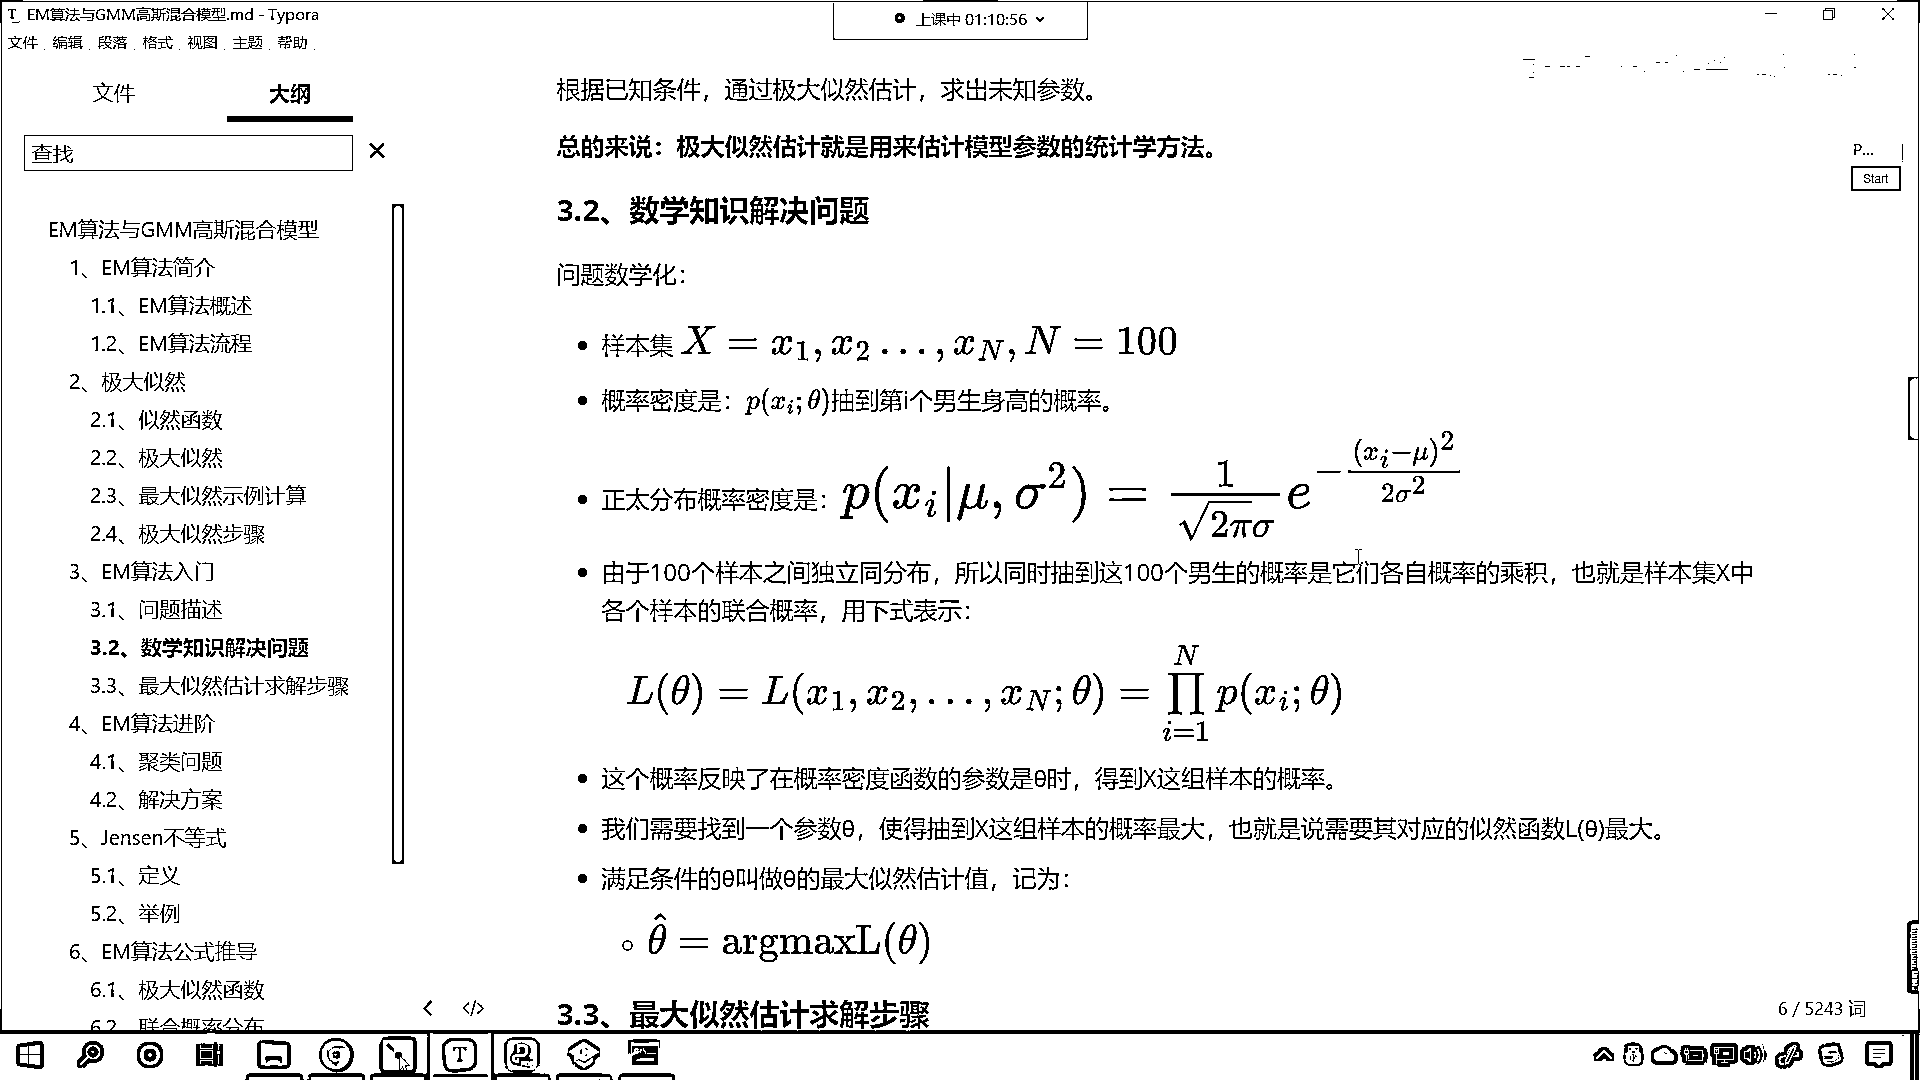 EM算法与GMM高斯混合模型.md - Typora
上课中 01:10:56
文件 编辑 段落 格式 视图 主题 帮助
文件 大纲
查找
EM算法与GMM高斯混合模型
1、EM算法简介
1.1、EM算法概述
1.2、EM算法流程
2、极大似然
2.1、似然函数
2.2、极大似然
2.3、最大似然示例计算
2.4、极大似然步骤
3、EM算法入门
3.1、问题描述
3.2、数学知识解决问题
3.3、最大似然估计求解步骤
4、EM算法进阶
4.1、聚类问题
4.2、解决方案
5、Jensen不等式
5.1、定义
5.2、举例
6、EM算法公式推导
6.1、极大似然函数
6.2、联合概率分布
根据已知条件，通过极大似然估计，求出未知参数。
总的来说：极大似然估计就是用来估计模型参数的统计学方法。
3.2、数学知识解决问题
问题数学化：
• 样本集 X = x₁, x₂ …, x_N, N = 100
• 概率密度是：p(x_i; θ)抽到第i个男生身高的概率。
• 正太分布概率密度是：p(x_i|μ, σ²) = \frac{1}{\sqrt{2π}σ} e^{-\frac{(x_i-μ)^2}{2σ^2}}
• 由于100个样本之间独立同分布，所以同时抽到这100个男生的概率是它们各自概率的乘积，也就是样本集X中
各个样本的联合概率，用下式表示：
L(θ) = L(x₁, x₂, …, x_N; θ) = \prod_{i=1}^{N} p(x_i; θ)
• 这个概率反映了在概率密度函数的参数是θ时，得到X这组样本的概率。
• 我们需要找到一个参数θ，使得抽到X这组样本的概率最大，也就是说需要其对应的似然函数L(θ)最大。
• 满足条件的θ叫做θ的最大似然估计值，记为：
○ \hat{θ} = argmaxL(θ)
3.3、最大似然估计求解步骤
P...
Start
6 / 5243 词